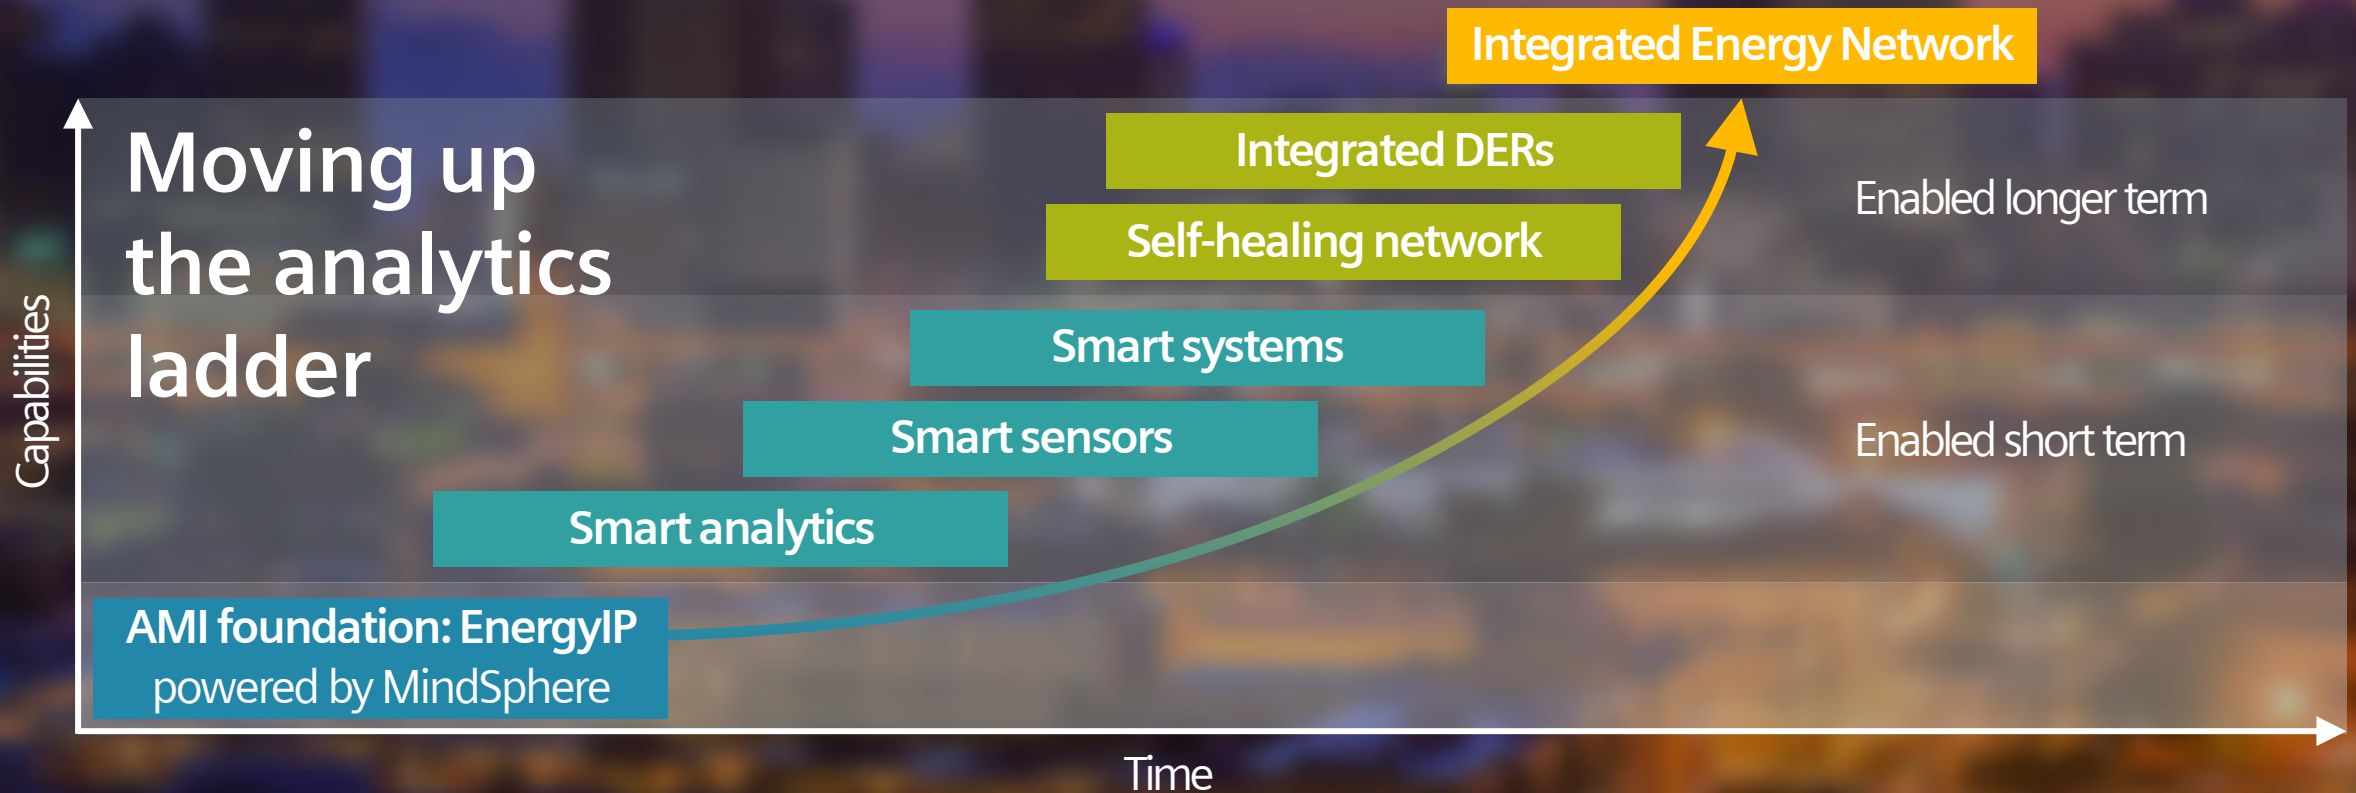 Integrated Energy Network
Moving up
the analytics
ladder
Integrated DERs
Self-healing network
Enabled longer term
Smart systems
Smart sensors
Smart analytics
Enabled short term
AMI foundation: EnergyIP
powered by MindSphere
Capabilities
Time